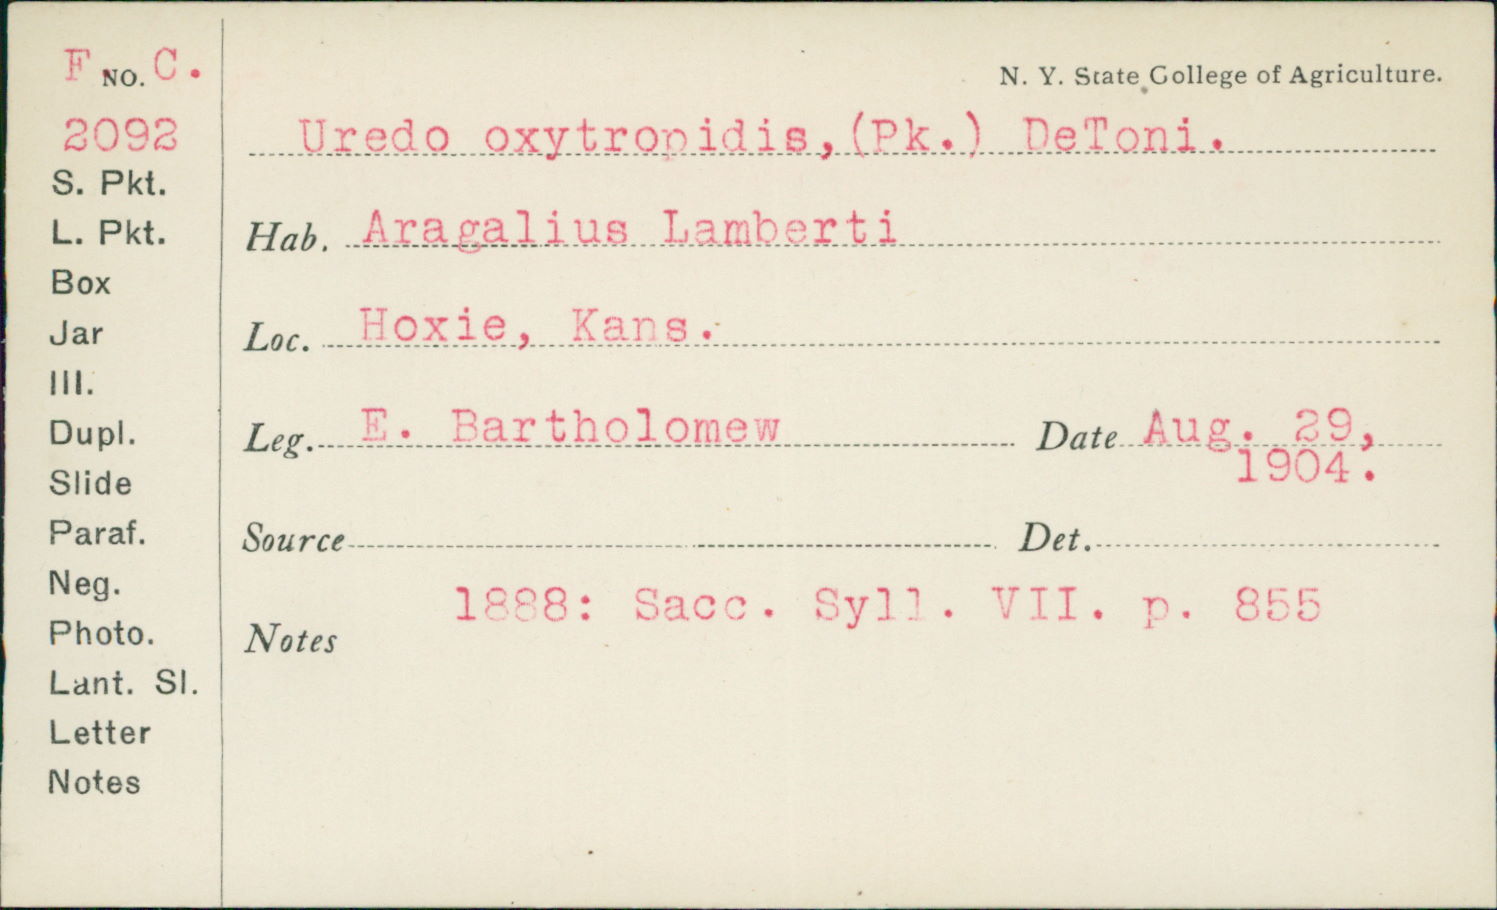 F NO. C.
2092
S. Pkt.
L. Pkt.
Box
Jar
Ill.
Dupl.
Slide
Paraf.
Neg.
Photo.
Lant. Sl.
Letter
Notes
N. Y. State College of Agriculture.
Uredo oxytropidis, (Pk.) DeToni.
Hab. Aragalius Lamberti
Loc. Hoxie, Kans.
Leg. E. Bartholomew Date Aug. 29,
1904.
Source Det.
1888: Sacc. Syll. VII. p. 855
Notes